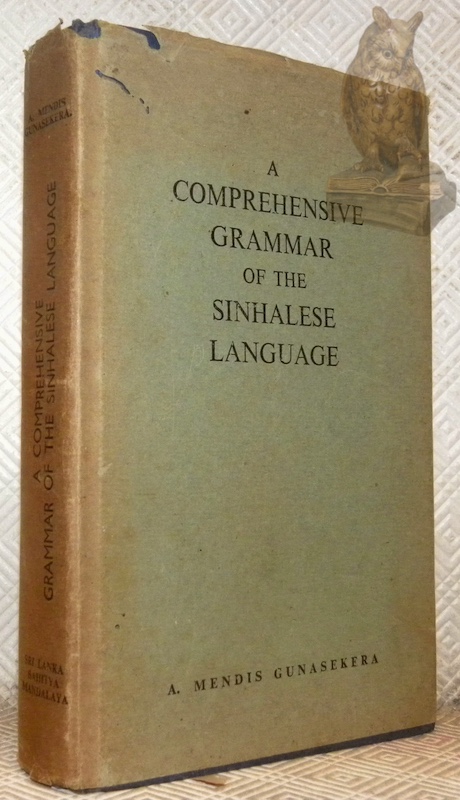 A
COMPREHENSIVE
GRAMMAR
OF THE
SINHALESE
LANGUAGE
A. MENDIS GUNASEKERA
A. MENDIS
GUNASEKERA.
A COMPREHENSIVE
GRAMMAR OF THE SINHALESE LANGUAGE
SRI LANKA
SAHITYA
MANDALAYA